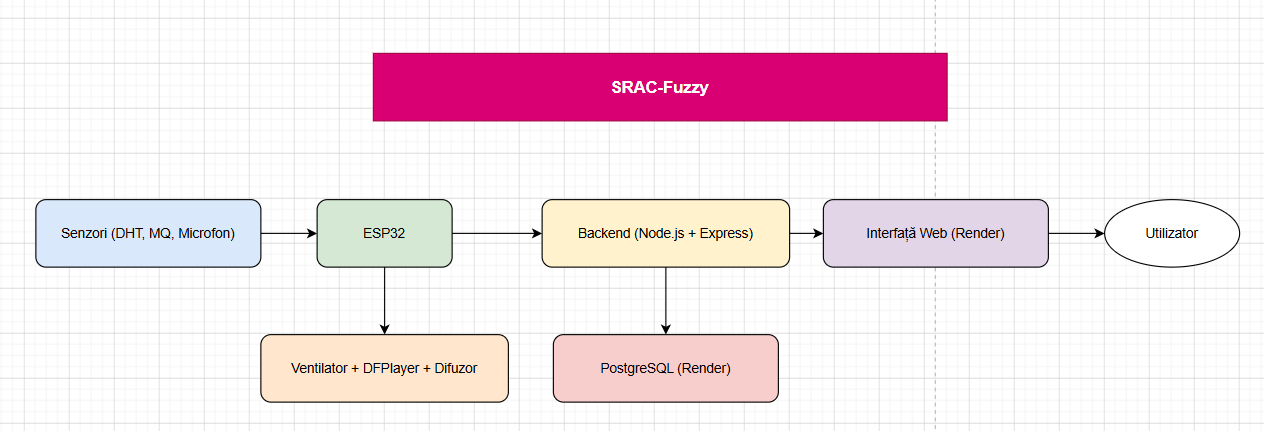 SRAC-Fuzzy
Senzori (DHT, MQ, Microfon)
ESP32
Backend (Node.js + Express)
Interfață Web (Render)
Utilizator
Ventilator + DFPlayer + Difuzor
PostgreSQL (Render)